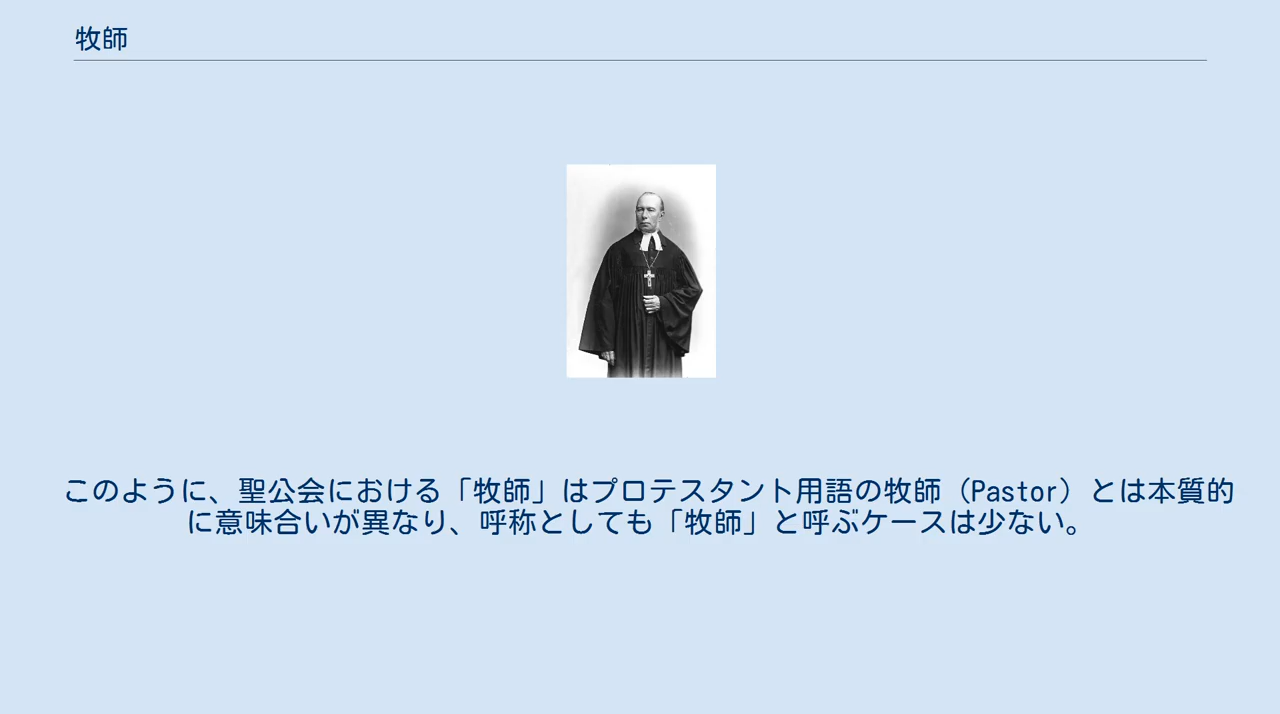 牧師
このように、聖公会における「牧師」はプロテスタント用語の牧師（Pastor）とは本質的
に意味合いが異なり、呼称としても「牧師」と呼ぶケースは少ない。